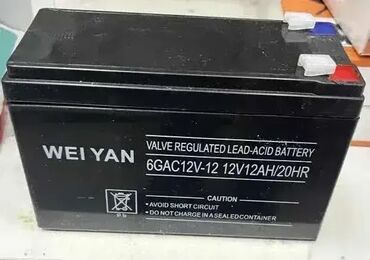 WEI YAN
VALVE REGULATED LEAD-ACID BATTERY
6GAC12V-12 12V12AH/20HR
CAUTION
• AVOID SHORT CIRCUIT
• DO NOT CHARGE IN A SEALED CONTAINER
Pb